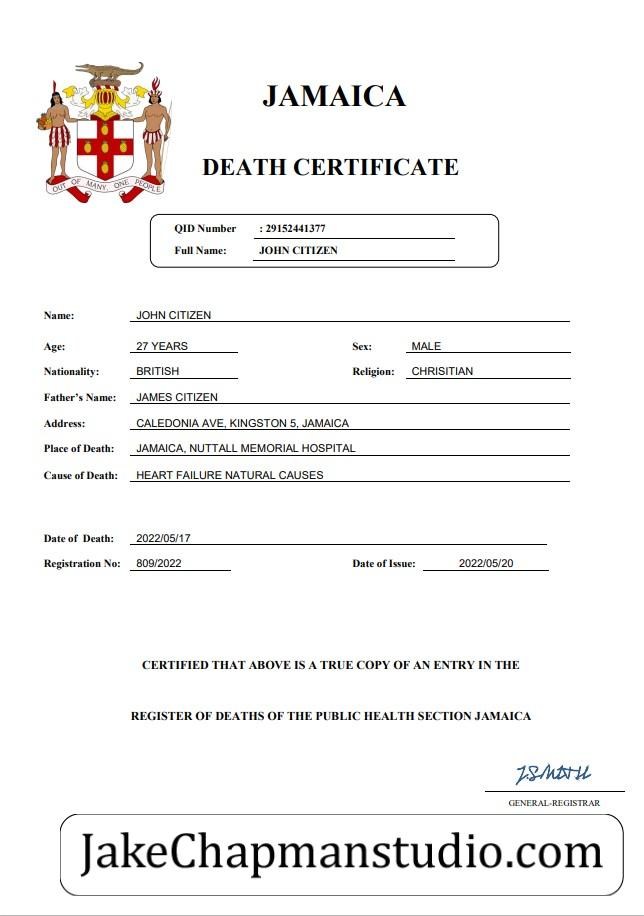 JAMAICA
OUT OF MANY, ONE PEOPLE
DEATH CERTIFICATE
QID Number : 29152441377
Full Name: JOHN CITIZEN
Name: JOHN CITIZEN
Age: 27 YEARS Sex: MALE
Nationality: BRITISH Religion: CHRISITIAN
Father's Name: JAMES CITIZEN
Address: CALEDONIA AVE, KINGSTON 5, JAMAICA
Place of Death: JAMAICA, NUTTALL MEMORIAL HOSPITAL
Cause of Death: HEART FAILURE NATURAL CAUSES
Date of Death: 2022/05/17
Registration No: 809/2022 Date of Issue: 2022/05/20
CERTIFIED THAT ABOVE IS A TRUE COPY OF AN ENTRY IN THE
REGISTER OF DEATHS OF THE PUBLIC HEALTH SECTION JAMAICA
GENERAL-REGISTRAR
JakeChapmanstudio.com